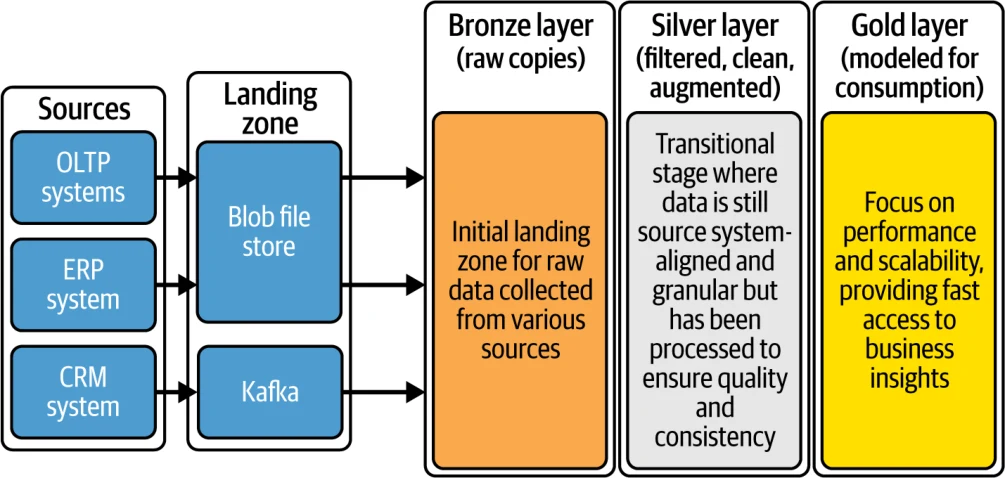 Sources
OLTP
systems
ERP
system
CRM
system
Landing
zone
Blob file
store
Kafka
Bronze layer
(raw copies)
Initial landing
zone for raw
data collected
from various
sources
Silver layer
(filtered, clean,
augmented)
Transitional
stage where
data is still
source system-
aligned and
granular but
has been
processed to
ensure quality
and
consistency
Gold layer
(modeled for
consumption)
Focus on
performance
and scalability,
providing fast
access to
business
insights